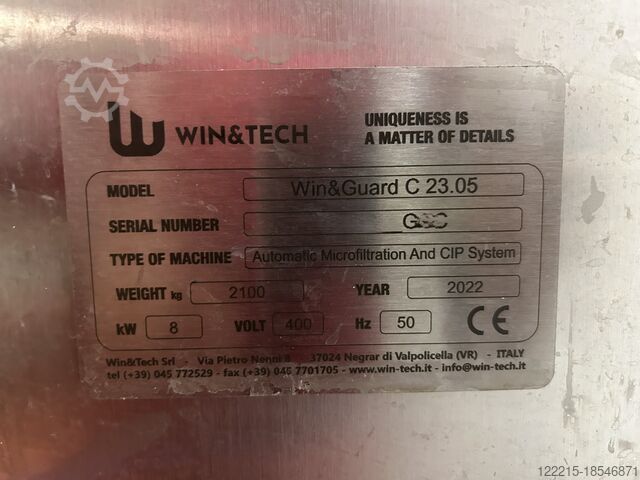 WIN&TECH
UNIQUENESS IS
A MATTER OF DETAILS
MODEL Win&Guard C 23.05
SERIAL NUMBER
TYPE OF MACHINE Automatic Microfiltration And CIP System
WEIGHT kg 2100 YEAR 2022
kW 8 VOLT 400 Hz 50 CE
Win&Tech Srl - Via Pietro Nenni 8 - 37024 Negrar di Valpolicella (VR) - ITALY
tel (+39) 045 772529 - fax (+39) 045 7701705 - www.win-tech.it - info@win-tech.it
122215-18546871